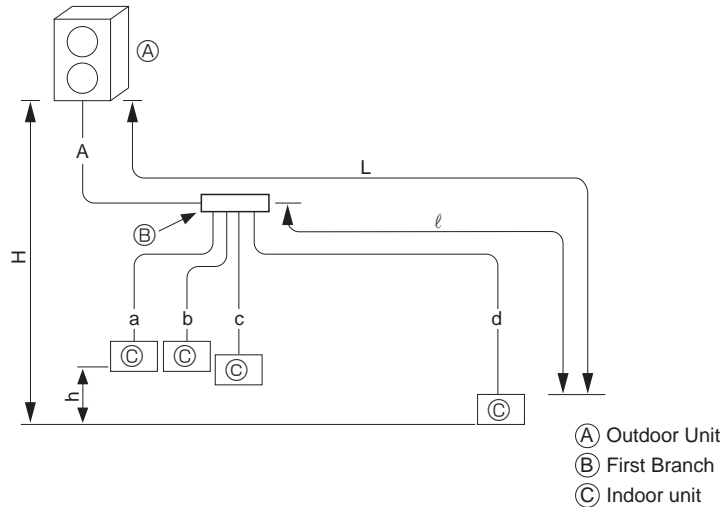 Ⓐ
A
L
Ⓑ
ℓ
H
a
b
c
d
Ⓒ
Ⓒ
Ⓒ
h
Ⓒ
Ⓐ Outdoor Unit
Ⓑ First Branch
Ⓒ Indoor unit